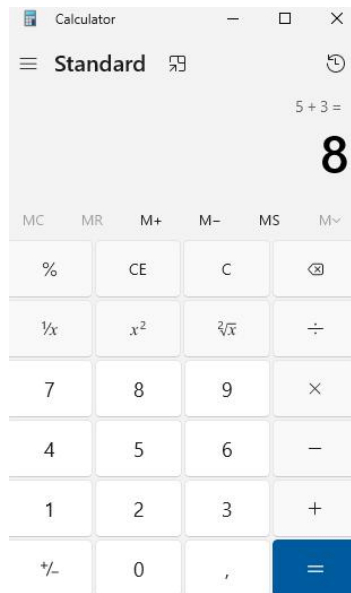 Calculator
Standard
5 + 3 =
8
MC MR M+ M− MS M
% CE C
¹/x x² ²√x ÷
7 8 9 ×
4 5 6 −
1 2 3 +
+/− 0 , =